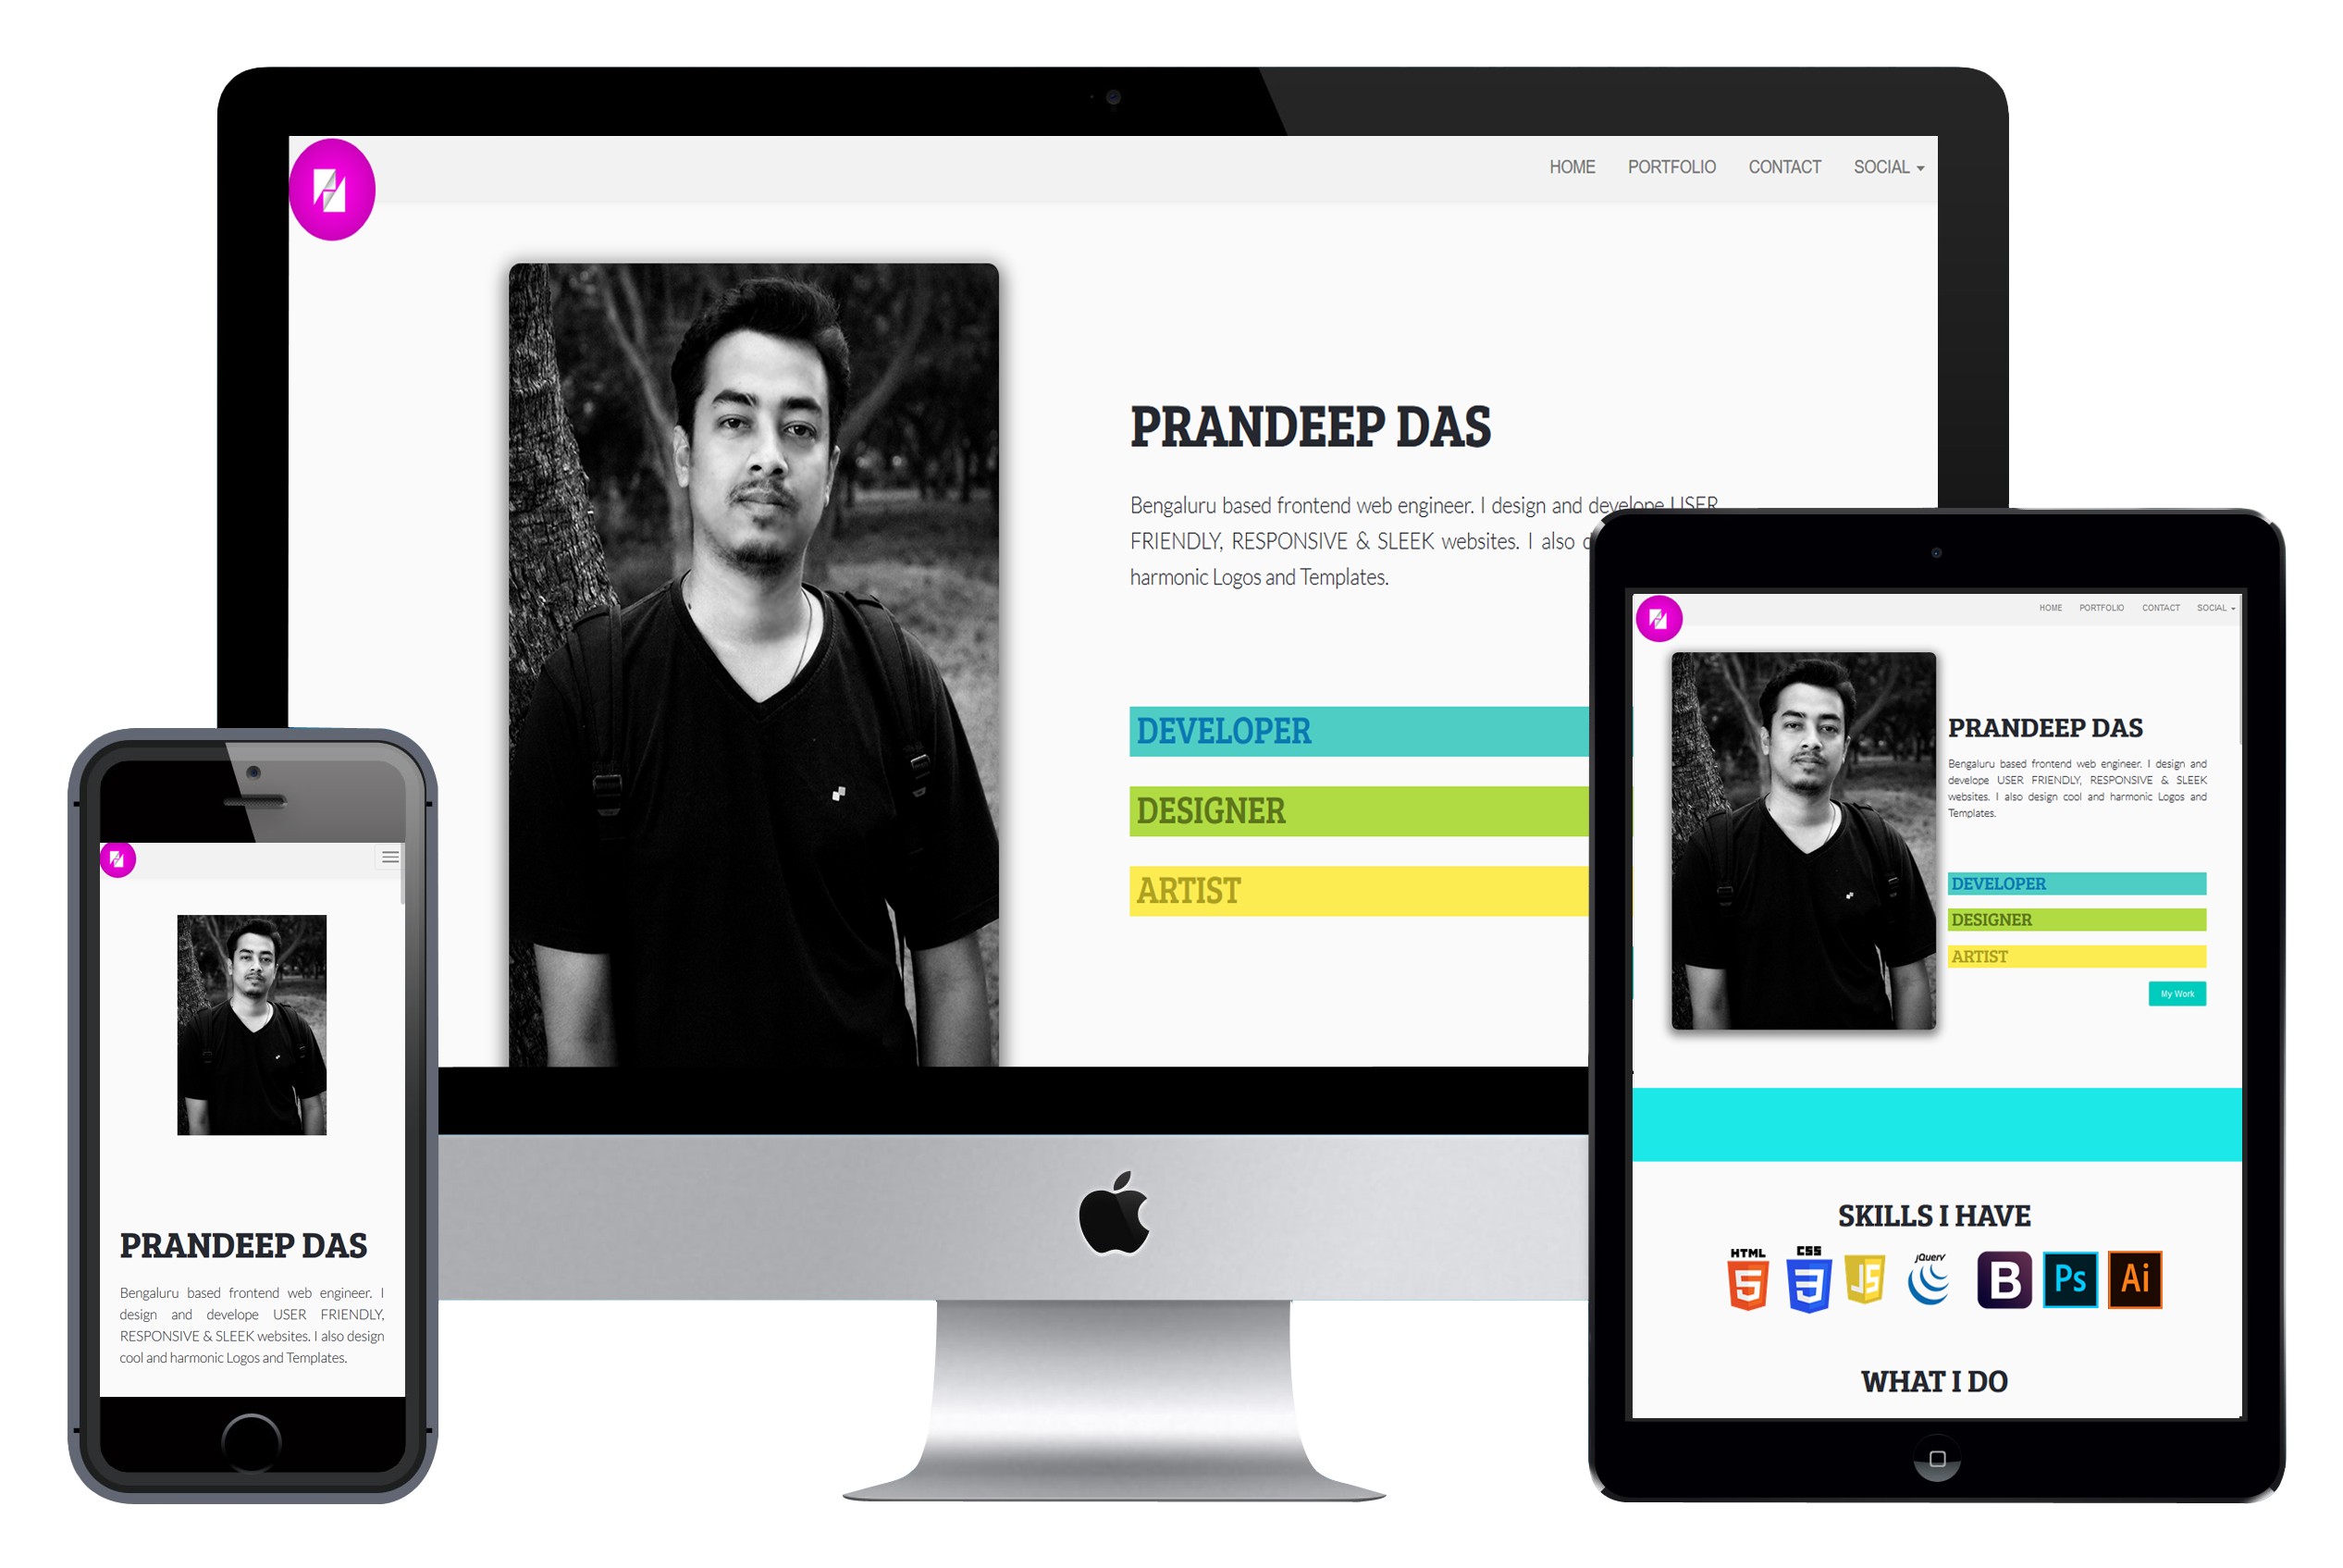 HOME PORTFOLIO CONTACT SOCIAL
PRANDEEP DAS
Bengaluru based frontend web engineer. I design and develope USER
FRIENDLY, RESPONSIVE & SLEEK websites. I also
harmonic Logos and Templates.
DEVELOPER
DESIGNER
ARTIST
PRANDEEP DAS
Bengaluru based frontend web engineer. I
design and develope USER FRIENDLY,
RESPONSIVE & SLEEK websites. I also design
cool and harmonic Logos and Templates.
HOME PORTFOLIO CONTACT SOCIAL
PRANDEEP DAS
Bengaluru based frontend web engineer. I design and
develope USER FRIENDLY, RESPONSIVE & SLEEK
websites. I also design cool and harmonic Logos and
Templates.
DEVELOPER
DESIGNER
ARTIST
My Work
SKILLS I HAVE
HTML CSS jQuery
5 3 JS B Ps Ai
WHAT I DO